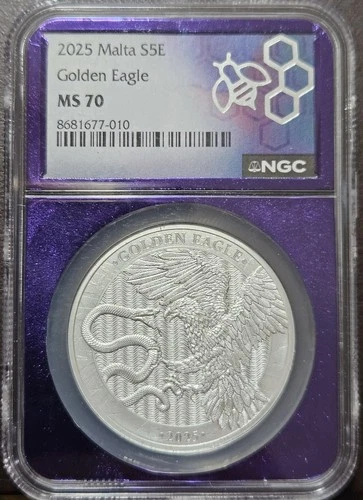 2025 Malta S5E
Golden Eagle
MS 70
8681677-010
NGC
GOLDEN EAGLE
2025